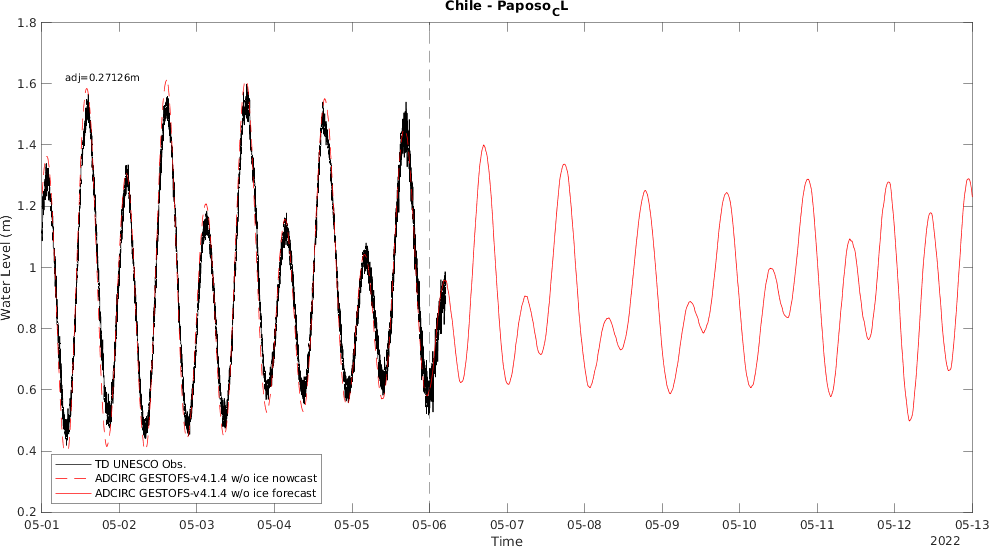 Chile - Paposo_CL
1.8
1.6
1.4
1.2
1
0.8
0.6
0.4
0.2
Water Level (m)
adj=0.27126m
TD UNESCO Obs.
ADCIRC GESTOFS-v4.1.4 w/o ice nowcast
ADCIRC GESTOFS-v4.1.4 w/o ice forecast
05-01 05-02 05-03 05-04 05-05 05-06 05-07 05-08 05-09 05-10 05-11 05-12 05-13
Time
2022